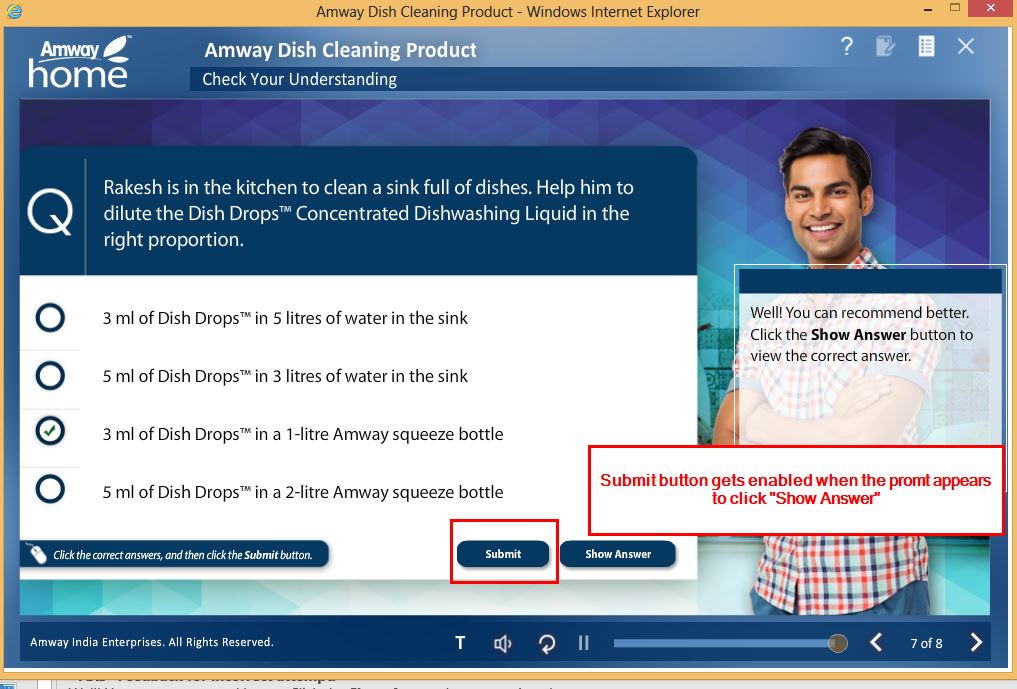 Amway Dish Cleaning Product - Windows Internet Explorer
Amway™
home
Amway Dish Cleaning Product
Check Your Understanding
?
Q
Rakesh is in the kitchen to clean a sink full of dishes. Help him to
dilute the Dish Drops™ Concentrated Dishwashing Liquid in the
right proportion.
3 ml of Dish Drops™ in 5 litres of water in the sink
5 ml of Dish Drops™ in 3 litres of water in the sink
3 ml of Dish Drops™ in a 1-litre Amway squeeze bottle
5 ml of Dish Drops™ in a 2-litre Amway squeeze bottle
Well! You can recommend better.
Click the Show Answer button to
view the correct answer.
Submit button gets enabled when the promt appears
to click "Show Answer"
Click the correct answers, and then click the Submit button.
Submit
Show Answer
Amway India Enterprises. All Rights Reserved.
T
7 of 8